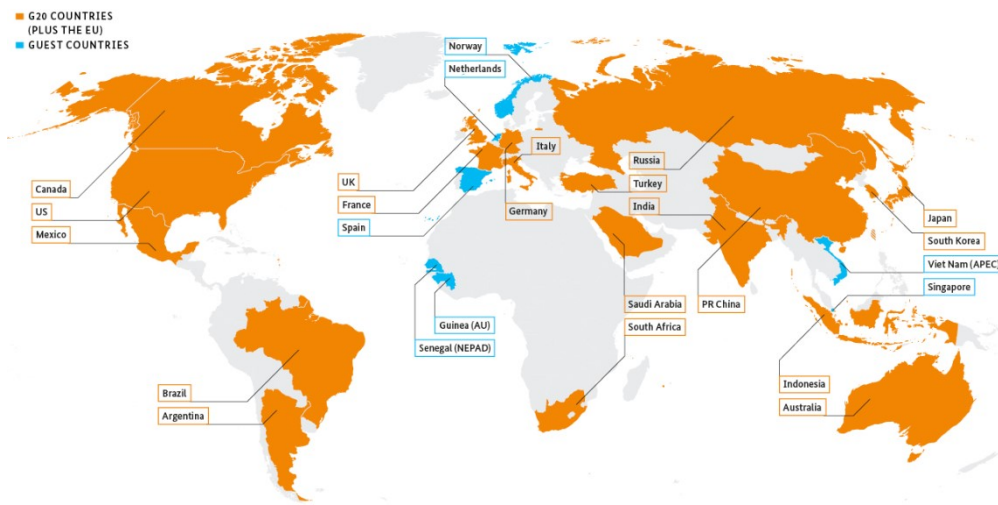 G20 COUNTRIES
(PLUS THE EU)
GUEST COUNTRIES
Norway
Netherlands
Italy
Canada
US
Mexico
UK
France
Spain
Germany
Russia
Turkey
India
Japan
South Korea
Viet Nam (APEC)
Singapore
Saudi Arabia
South Africa
PR China
Guinea (AU)
Senegal (NEPAD)
Brazil
Argentina
Indonesia
Australia